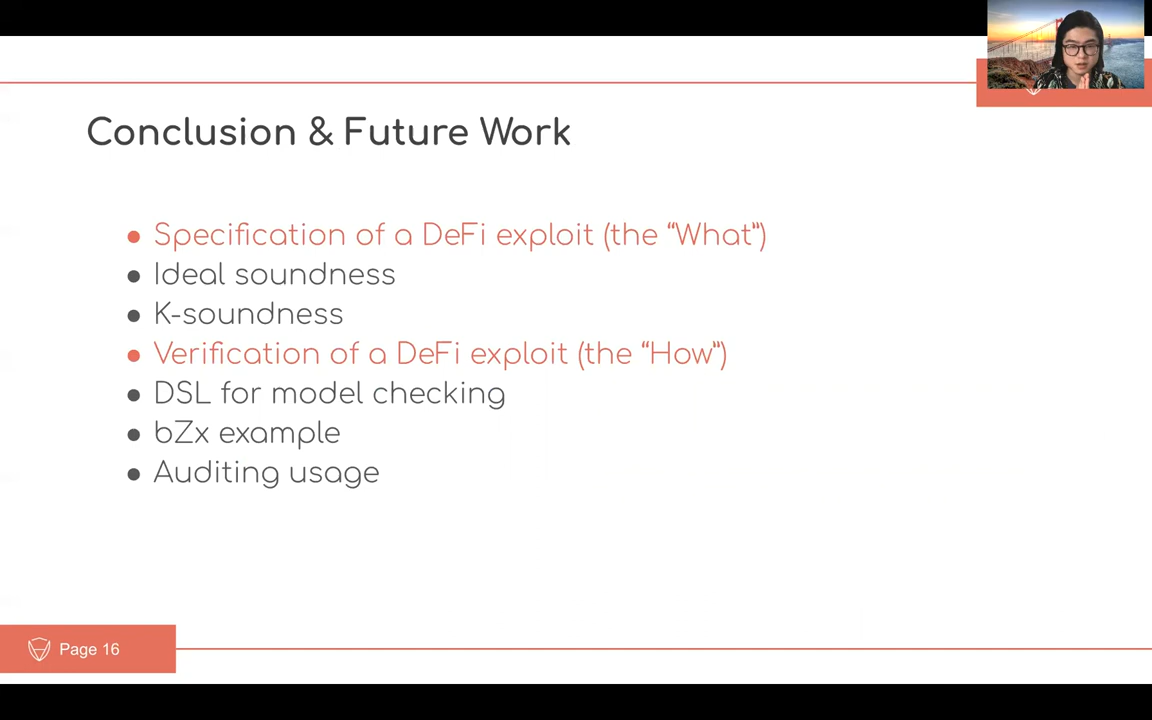 Conclusion & Future Work
● Specification of a DeFi exploit (the “What”)
● Ideal soundness
● K-soundness
● Verification of a DeFi exploit (the “How”)
● DSL for model checking
● bZx example
● Auditing usage
Page 16